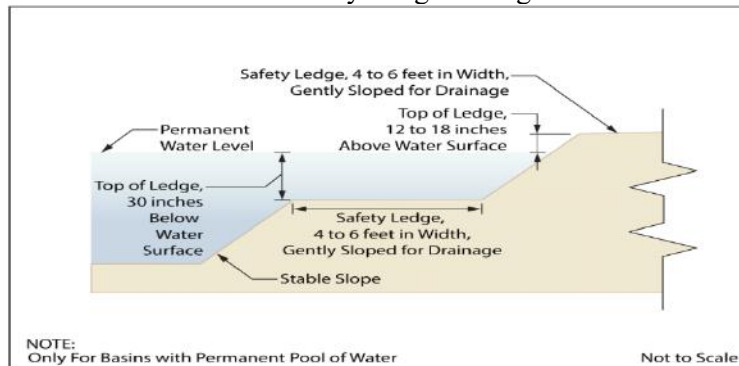 Safety Ledge, 4 to 6 feet in Width,
Gently Sloped for Drainage
Top of Ledge,
12 to 18 inches
Above Water Surface
Permanent
Water Level
Top of Ledge,
30 inches
Below
Water
Surface
Safety Ledge,
4 to 6 feet in Width,
Gently Sloped for Drainage
Stable Slope
NOTE:
Only For Basins with Permanent Pool of Water
Not to Scale